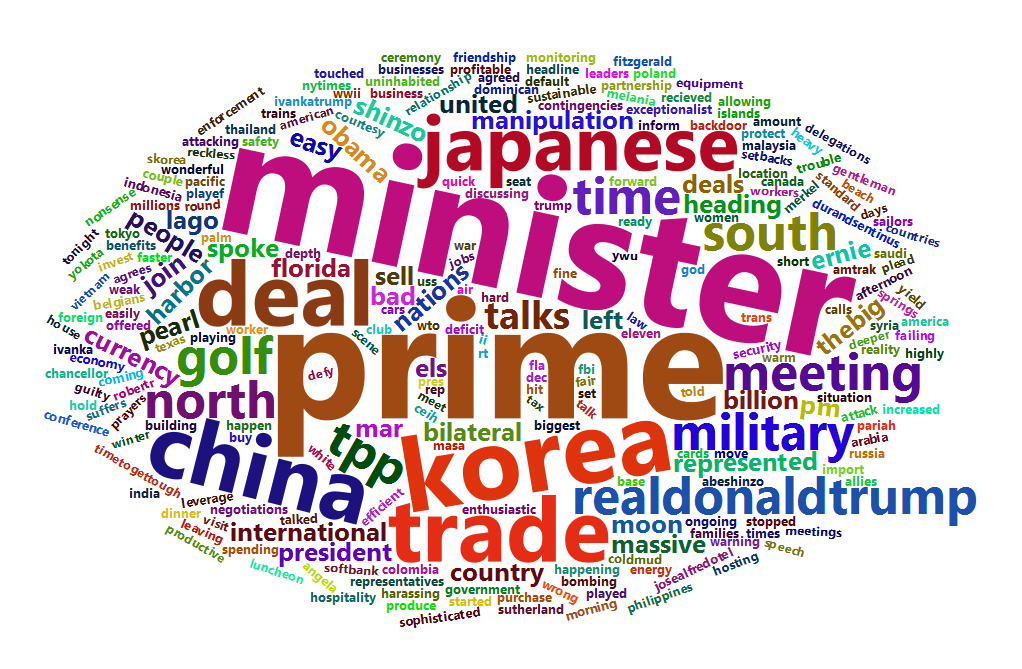 ceremony friendship monitoring
fitzgerald
touched businesses profitable headline leaders poland
nytimes uninhabited agreed default partnership equipment
enforcement ivankatrump wwii business relationship dominican sustainable melania recieved allowing
trains american courtesy shinzo united contingencies exceptionalist islands
thailand obama manipulation inform backdoor amount delegations
attacking safety easy japanese protect heavy malaysia
skorea reckless setbacks trouble
wonderful minister quick seat forward deals location gentleman
couple pacific discussing time canada beach
indonesia playef trump heading workers merkel standard
millions round women durandsentinus days
nonsense people lago ready south sailors countries
tonight tokyo palm war ernie saudi
benefits join spoke depth jobs ywu god short amtrak plead
yokota invest faster harbor florida sell uss fine afternoon
agrees deal air hard springs yield
vietnam weak belgians bad nations trans thebig
foreign easily pearl cars wto talks left law calls america
offered worker club deficit eleven syria failing
house texas playing scene ii security deeper
ivanka currency golf rt warm reality highly
economy prime els fla fbi meeting
chancellor coming defy pres dec fair told
guilty robertr rep hit set billion situation
hold suffers north meet tax talk pm attack increased
prayers ceih pariah
conference building happen mar bilateral biggest military arabia
winter buy tpp masa korea cards move russia
china white represented import
india leverage base abeshinzo allies
timetogettough efficient realdonaldtrump
dinner visit negotiations enthusiastic
leaving talked trade moon ongoing stopped
productive international families times meetings
spending president massive warning speech
luncheon softbank colombia country happening coldmud josealfredotel hosting
angela representatives energy
hospitality harassing government bombing
produce started purchase wrong played philippines
sophisticated sutherland morning